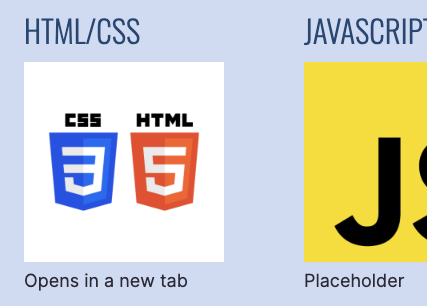 HTML/CSS
JAVASCRIPT
CSS HTML
3 5
JS
Opens in a new tab
Placeholder